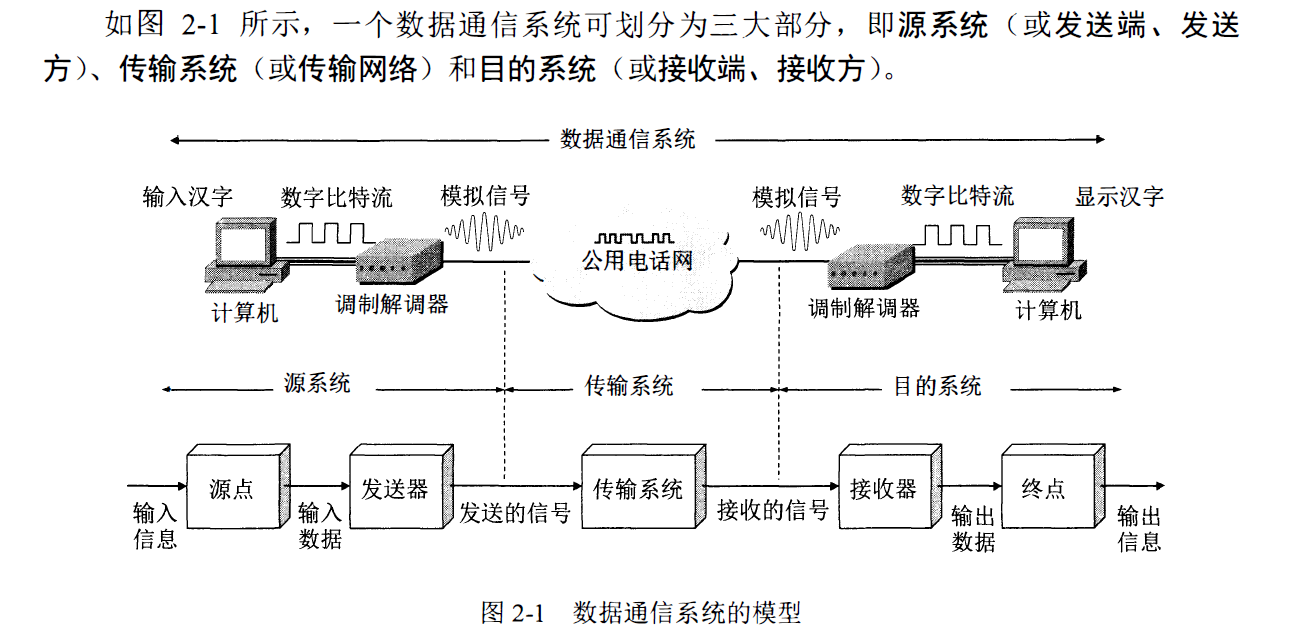 如图 2-1 所示，一个数据通信系统可划分为三大部分，即源系统（或发送端、发送
方）、传输系统（或传输网络）和目的系统（或接收端、接收方）。
数据通信系统
输入汉字 数字比特流 模拟信号 模拟信号 数字比特流 显示汉字
公用电话网
计算机 调制解调器 调制解调器 计算机
源系统 传输系统 目的系统
源点 发送器 传输系统 接收器 终点
输入
信息
输入
数据
发送的信号
接收的信号
输出
数据
输出
信息
图 2-1 数据通信系统的模型